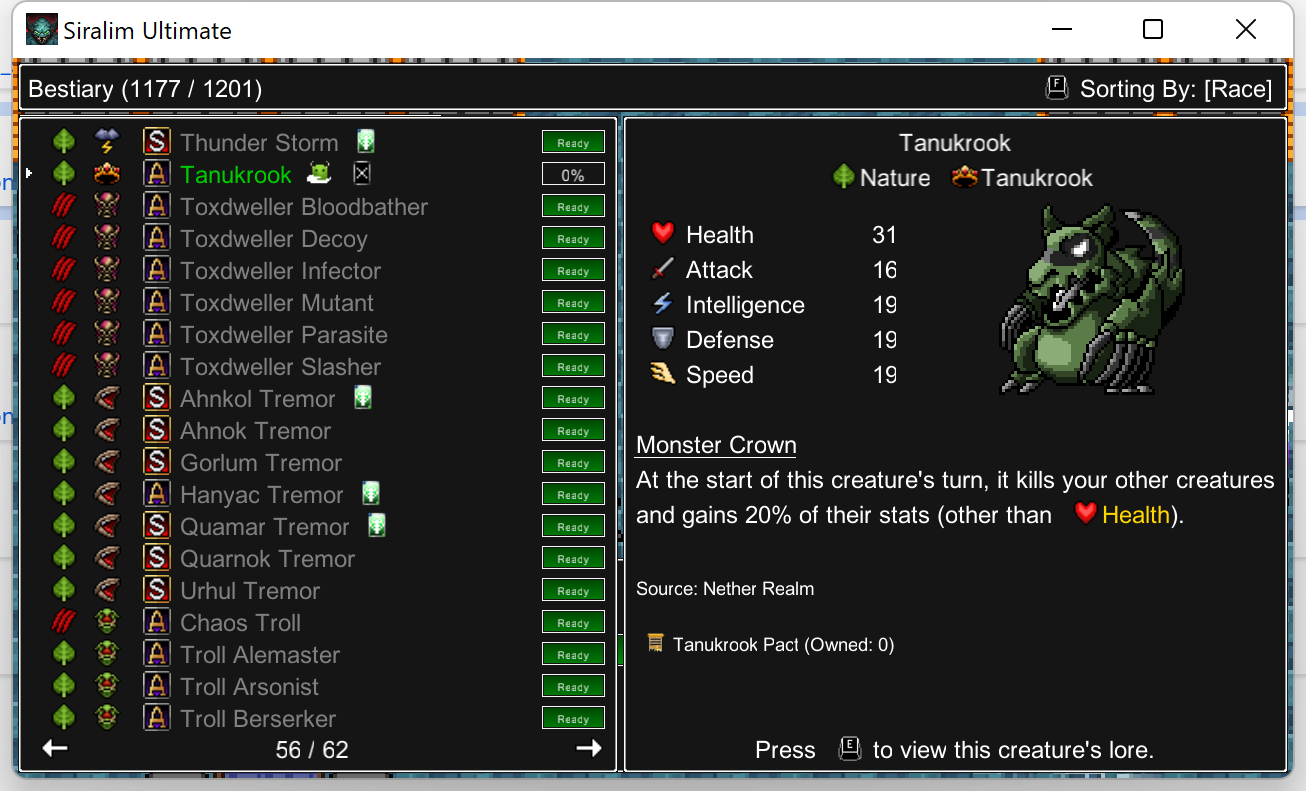 Siralim Ultimate
Bestiary (1177 / 1201)
F Sorting By: [Race]
S Thunder Storm Ready
A Tanukrook 0%
A Toxdweller Bloodbather Ready
A Toxdweller Decoy Ready
A Toxdweller Infector Ready
A Toxdweller Mutant Ready
A Toxdweller Parasite Ready
A Toxdweller Slasher Ready
S Ahnkol Tremor Ready
S Ahnok Tremor Ready
S Gorlum Tremor Ready
A Hanyac Tremor Ready
S Quamar Tremor Ready
S Quarnok Tremor Ready
S Urhul Tremor Ready
A Chaos Troll Ready
A Troll Alemaster Ready
A Troll Arsonist Ready
A Troll Berserker Ready
56 / 62
Tanukrook
Nature Tanukrook
Health 31
Attack 16
Intelligence 19
Defense 19
Speed 19
Monster Crown
At the start of this creature's turn, it kills your other creatures
and gains 20% of their stats (other than Health).
Source: Nether Realm
Tanukrook Pact (Owned: 0)
Press E to view this creature's lore.